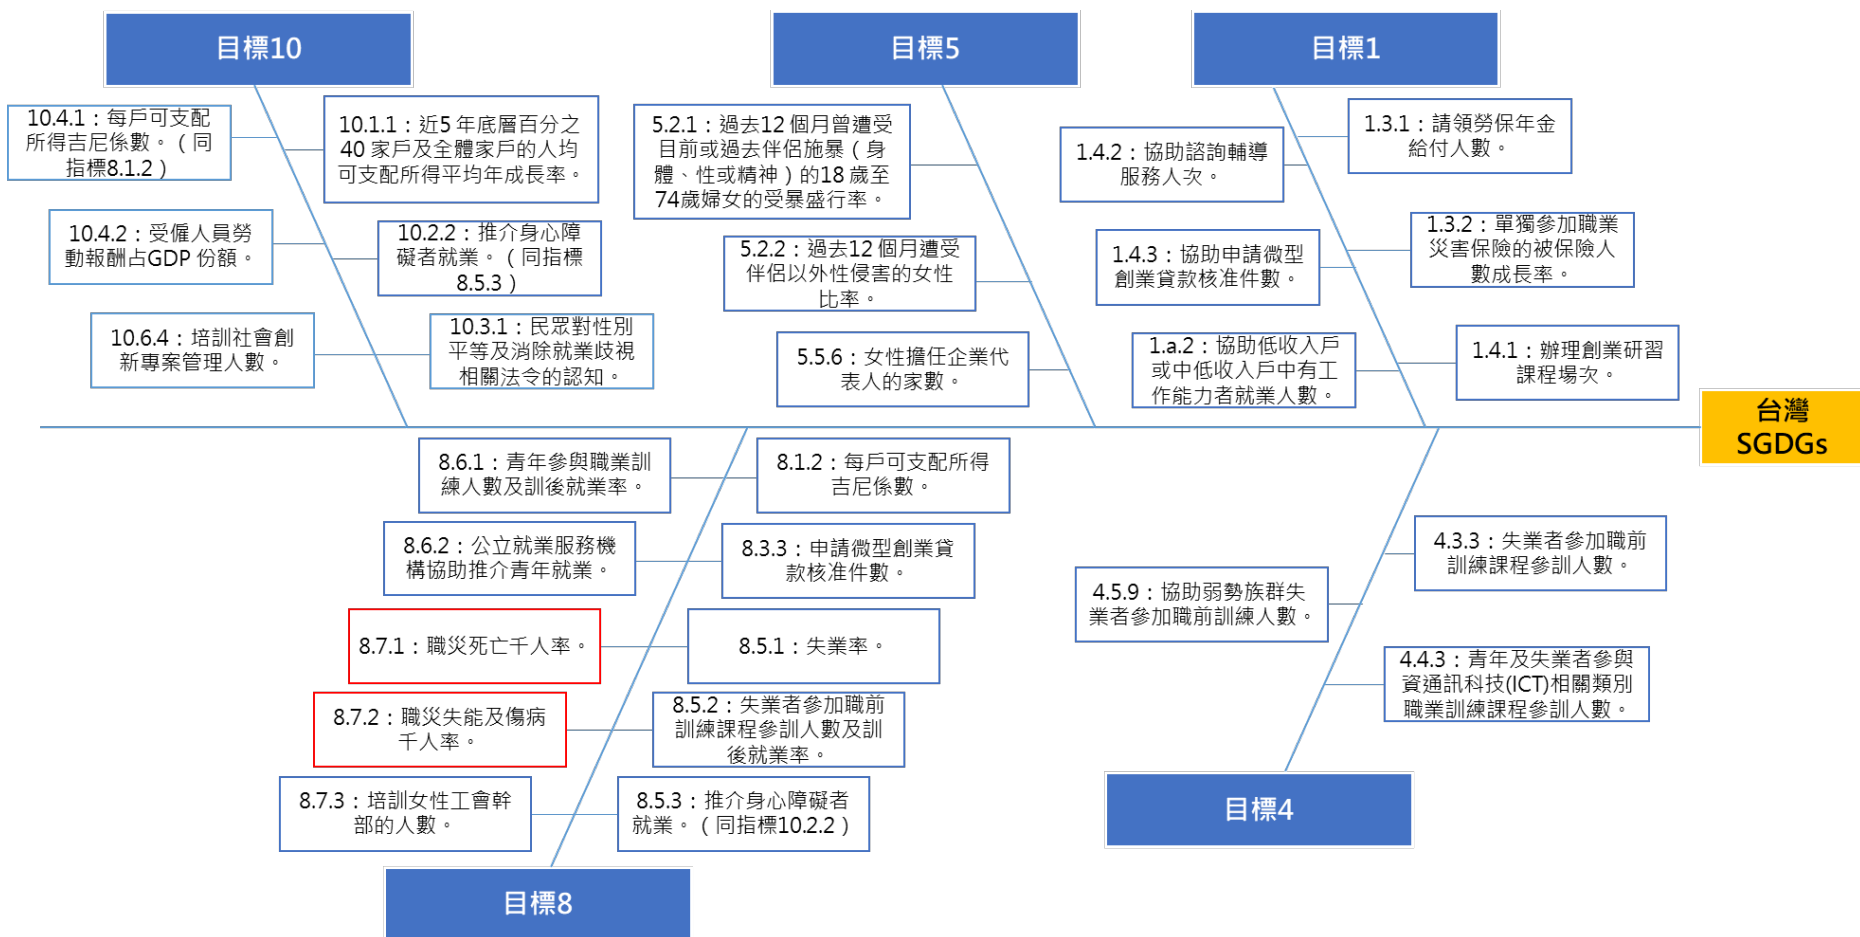 目標10
10.4.1：每戶可支配
所得吉尼係數。（同
指標8.1.2）
10.1.1：近5 年底層百分之
40 家戶及全體家戶的人均
可支配所得平均年成長率。
10.4.2：受僱人員勞
動報酬占GDP 份額。
10.2.2：推介身心障
礙者就業。（同指標
8.5.3）
10.6.4：培訓社會創
新專案管理人數。
10.3.1：民眾對性別
平等及消除就業歧視
相關法令的認知。
目標5
5.2.1：過去12 個月曾遭受
目前或過去伴侶施暴（身
體、性或精神）的18 歲至
74歲婦女的受暴盛行率。
5.2.2：過去12 個月遭受
伴侶以外性侵害的女性
比率。
5.5.6：女性擔任企業代
表人的家數。
目標1
1.3.1：請領勞保年金
給付人數。
1.4.2：協助諮詢輔導
服務人次。
1.3.2：單獨參加職業
災害保險的被保險人
數成長率。
1.4.3：協助申請微型
創業貸款核准件數。
1.a.2：協助低收入戶
或中低收入戶中有工
作能力者就業人數。
1.4.1：辦理創業研習
課程場次。
台灣
SGDGs
8.6.1：青年參與職業訓
練人數及訓後就業率。
8.1.2：每戶可支配所得
吉尼係數。
8.6.2：公立就業服務機
構協助推介青年就業。
8.3.3：申請微型創業貸
款核准件數。
8.7.1：職災死亡千人率。
8.5.1：失業率。
8.7.2：職災失能及傷病
千人率。
8.5.2：失業者參加職前
訓練課程參訓人數及訓
後就業率。
8.7.3：培訓女性工會幹
部的人數。
8.5.3：推介身心障礙者
就業。（同指標10.2.2）
目標8
4.3.3：失業者參加職前
訓練課程參訓人數。
4.5.9：協助弱勢族群失
業者參加職前訓練人數。
4.4.3：青年及失業者參與
資通訊科技(ICT)相關類別
職業訓練課程參訓人數。
目標4